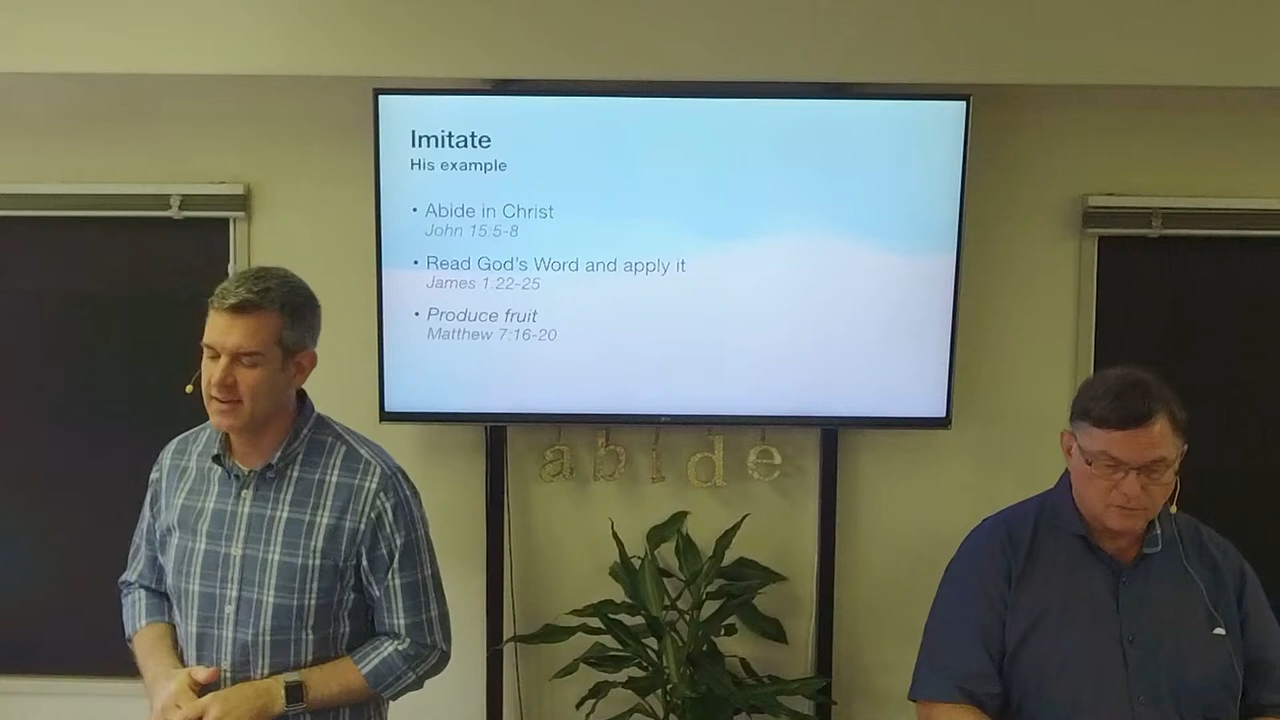 Imitate
His example
• Abide in Christ
John 15:5-8
• Read God's Word and apply it
James 1:22-25
• Produce fruit
Matthew 7:16-20
abide